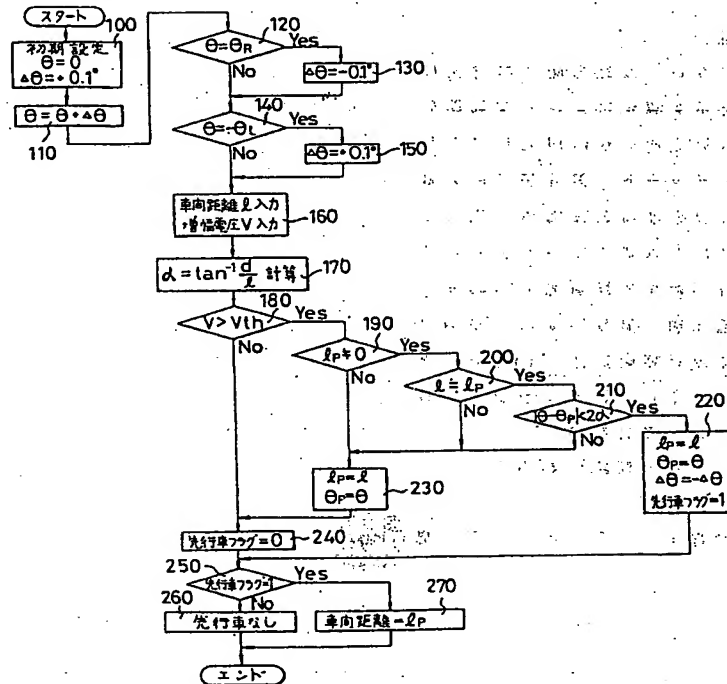 スタート
100
初期設定
θ=0
Δθ=+0.1°
θ=θ+Δθ
110
120
θ=θR
Yes
No
Δθ=-0.1°
130
140
θ=-θL
Yes
No
Δθ=+0.1°
150
車間距離ℓ入力
増幅電圧V入力
160
α=tan⁻¹ d/ℓ 計算
170
180
V>Vth
Yes
No
190
ℓP≠0
Yes
No
200
ℓ≒ℓP
Yes
No
210
|θ-θP|<2α
Yes
No
220
ℓP=ℓ
θP=θ
Δθ=-Δθ
先行車フラグ=1
ℓP=ℓ
θP=θ
230
先行車フラグ=0
240
250
先行車フラグ=1
Yes
No
260
先行車なし
270
車間距離=ℓP
エンド